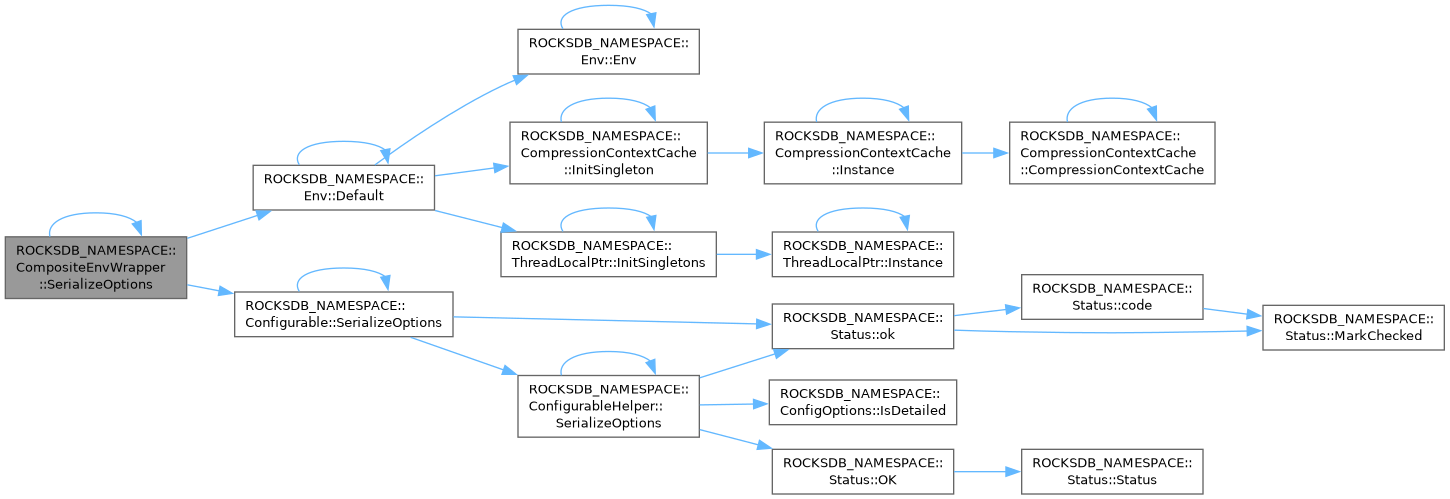 ROCKSDB_NAMESPACE::
CompositeEnvWrapper
::SerializeOptions
ROCKSDB_NAMESPACE::
Env::Default
ROCKSDB_NAMESPACE::
Env::Env
ROCKSDB_NAMESPACE::
CompressionContextCache
::InitSingleton
ROCKSDB_NAMESPACE::
CompressionContextCache
::Instance
ROCKSDB_NAMESPACE::
CompressionContextCache
::CompressionContextCache
ROCKSDB_NAMESPACE::
ThreadLocalPtr::InitSingletons
ROCKSDB_NAMESPACE::
ThreadLocalPtr::Instance
ROCKSDB_NAMESPACE::
Configurable::SerializeOptions
ROCKSDB_NAMESPACE::
Status::ok
ROCKSDB_NAMESPACE::
Status::code
ROCKSDB_NAMESPACE::
Status::MarkChecked
ROCKSDB_NAMESPACE::
ConfigurableHelper::
SerializeOptions
ROCKSDB_NAMESPACE::
ConfigOptions::IsDetailed
ROCKSDB_NAMESPACE::
Status::OK
ROCKSDB_NAMESPACE::
Status::Status